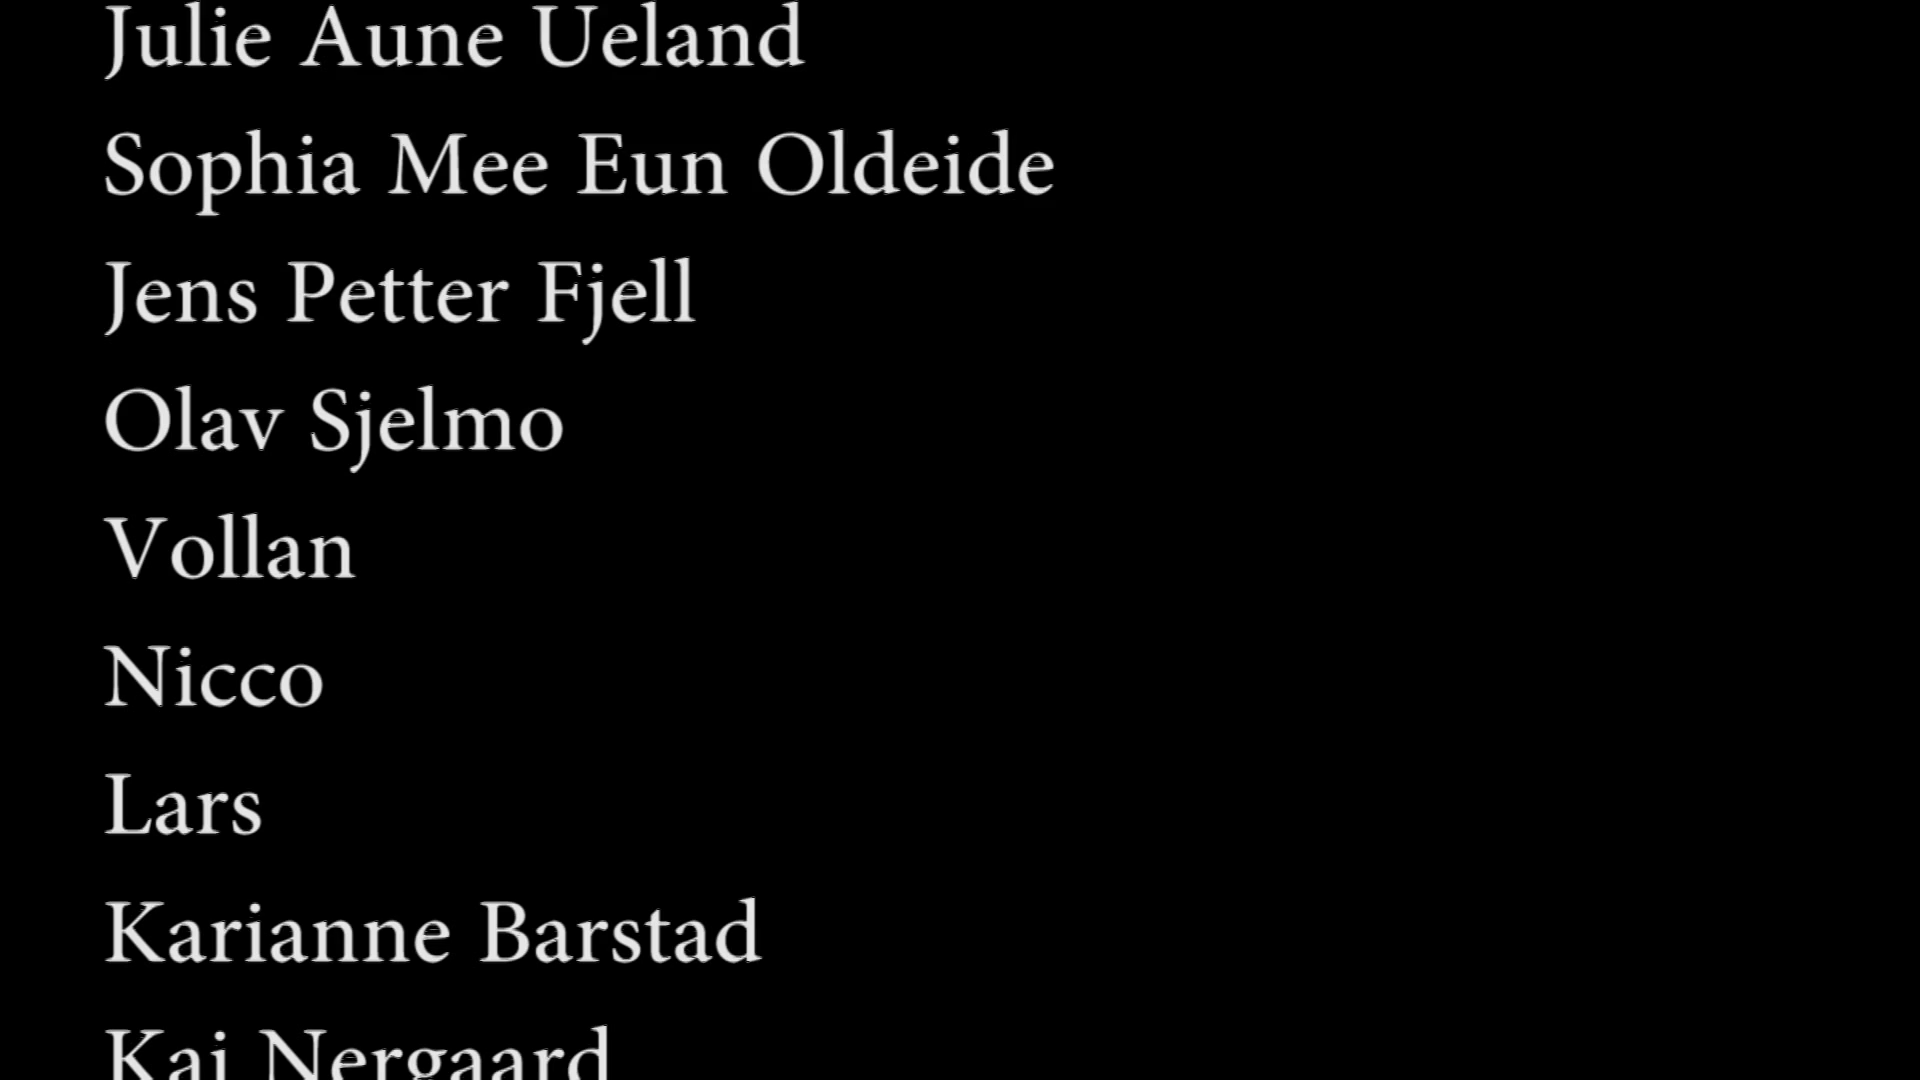 Julie Aune Ueland
Sophia Mee Eun Oldeide
Jens Petter Fjell
Olav Sjelmo
Vollan
Nicco
Lars
Karianne Barstad
Kai Nergaard